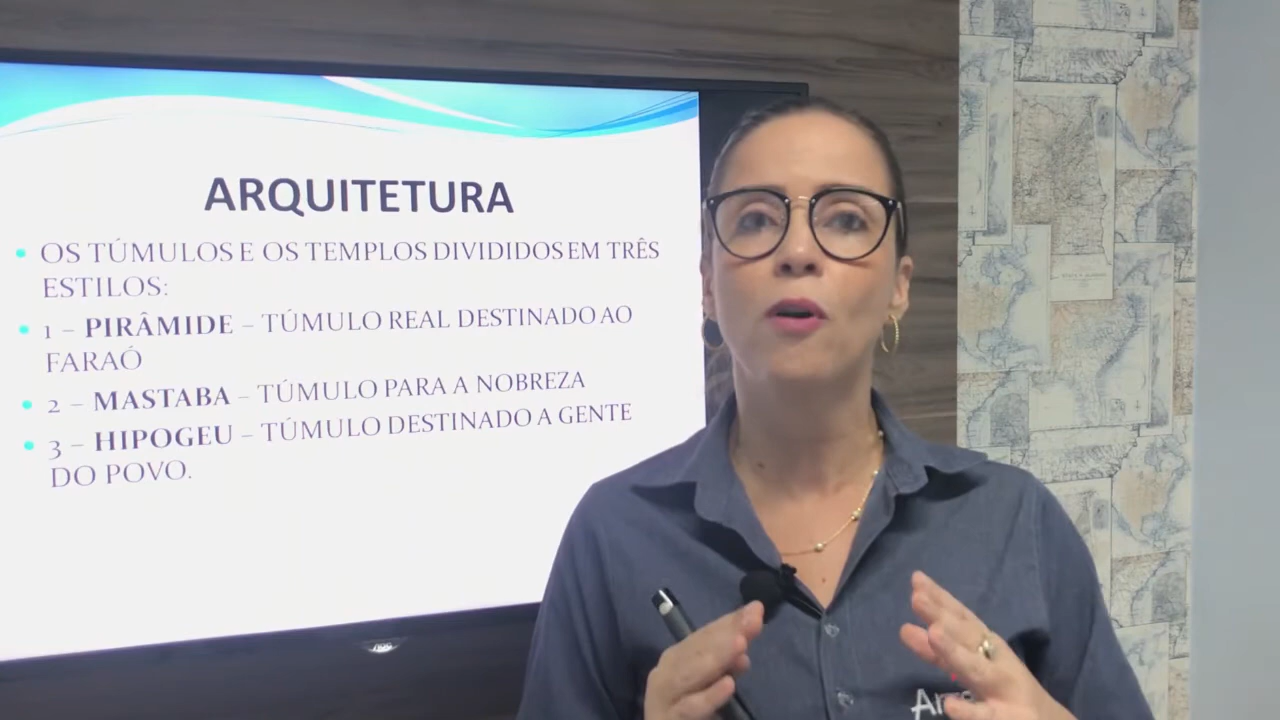 ARQUITETURA
• OS TÚMULOS E OS TEMPLOS DIVIDIDOS EM TRÊS
ESTILOS:
• 1 – PIRÂMIDE – TÚMULO REAL DESTINADO AO
FARAÓ
• 2 – MASTABA – TÚMULO PARA A NOBREZA
• 3 – HIPOGEU – TÚMULO DESTINADO A GENTE
DO POVO.
AOC